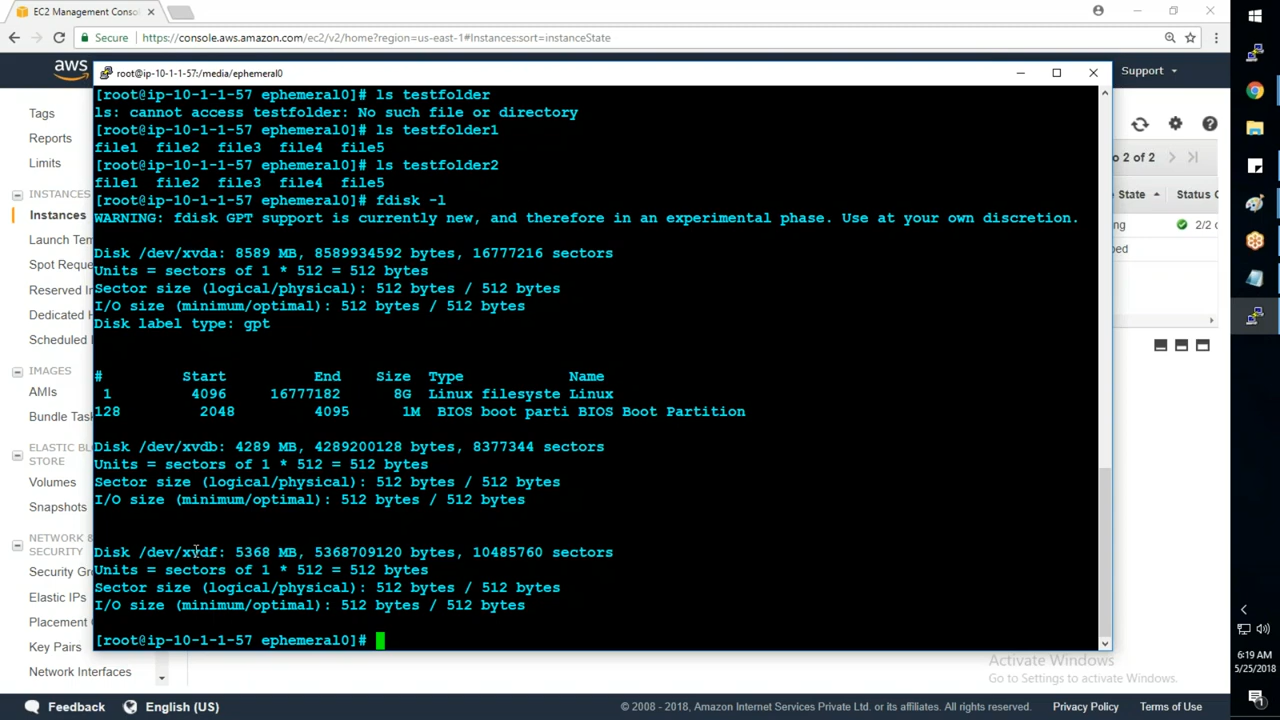 EC2 Management Conso
Secure
https://console.aws.amazon.com/ec2/v2/home?region=us-east-1#Instances:sort=instanceState
aws
root@ip-10-1-1-57:/media/ephemeral0
Support
[root@ip-10-1-1-57 ephemeral0]# ls testfolder
ls: cannot access testfolder: No such file or directory
[root@ip-10-1-1-57 ephemeral0]# ls testfolder1
file1 file2 file3 file4 file5
[root@ip-10-1-1-57 ephemeral0]# ls testfolder2
file1 file2 file3 file4 file5
[root@ip-10-1-1-57 ephemeral0]# fdisk -l
WARNING: fdisk GPT support is currently new, and therefore in an experimental phase. Use at your own discretion.
Disk /dev/xvda: 8589 MB, 8589934592 bytes, 16777216 sectors
Units = sectors of 1 * 512 = 512 bytes
Sector size (logical/physical): 512 bytes / 512 bytes
I/O size (minimum/optimal): 512 bytes / 512 bytes
Disk label type: gpt
# Start End Size Type Name
1 4096 16777182 8G Linux filesyste Linux
128 2048 4095 1M BIOS boot parti BIOS Boot Partition
Disk /dev/xvdb: 4289 MB, 4289200128 bytes, 8377344 sectors
Units = sectors of 1 * 512 = 512 bytes
Sector size (logical/physical): 512 bytes / 512 bytes
I/O size (minimum/optimal): 512 bytes / 512 bytes
Disk /dev/xvdf: 5368 MB, 5368709120 bytes, 10485760 sectors
Units = sectors of 1 * 512 = 512 bytes
Sector size (logical/physical): 512 bytes / 512 bytes
I/O size (minimum/optimal): 512 bytes / 512 bytes
[root@ip-10-1-1-57 ephemeral0]#
Tags
Reports
Limits
INSTANCES
Instances
Launch Tem
Spot Reque
Reserved In
Dedicated H
Scheduled I
IMAGES
AMIs
Bundle Task
ELASTIC BL
STORE
Volumes
Snapshots
NETWORK &
SECURITY
Security Gr
Elastic IPs
Placement
Key Pairs
Network Interfaces
o 2 of 2
State
Status C
ng
2/2 c
ped
Activate Windows
Go to Settings to activate Windows.
6:19 AM
5/25/2018
1
Feedback
English (US)
© 2008 - 2018, Amazon Internet Services Private Ltd. or its affiliates. All rights reserved.
Privacy Policy
Terms of Use